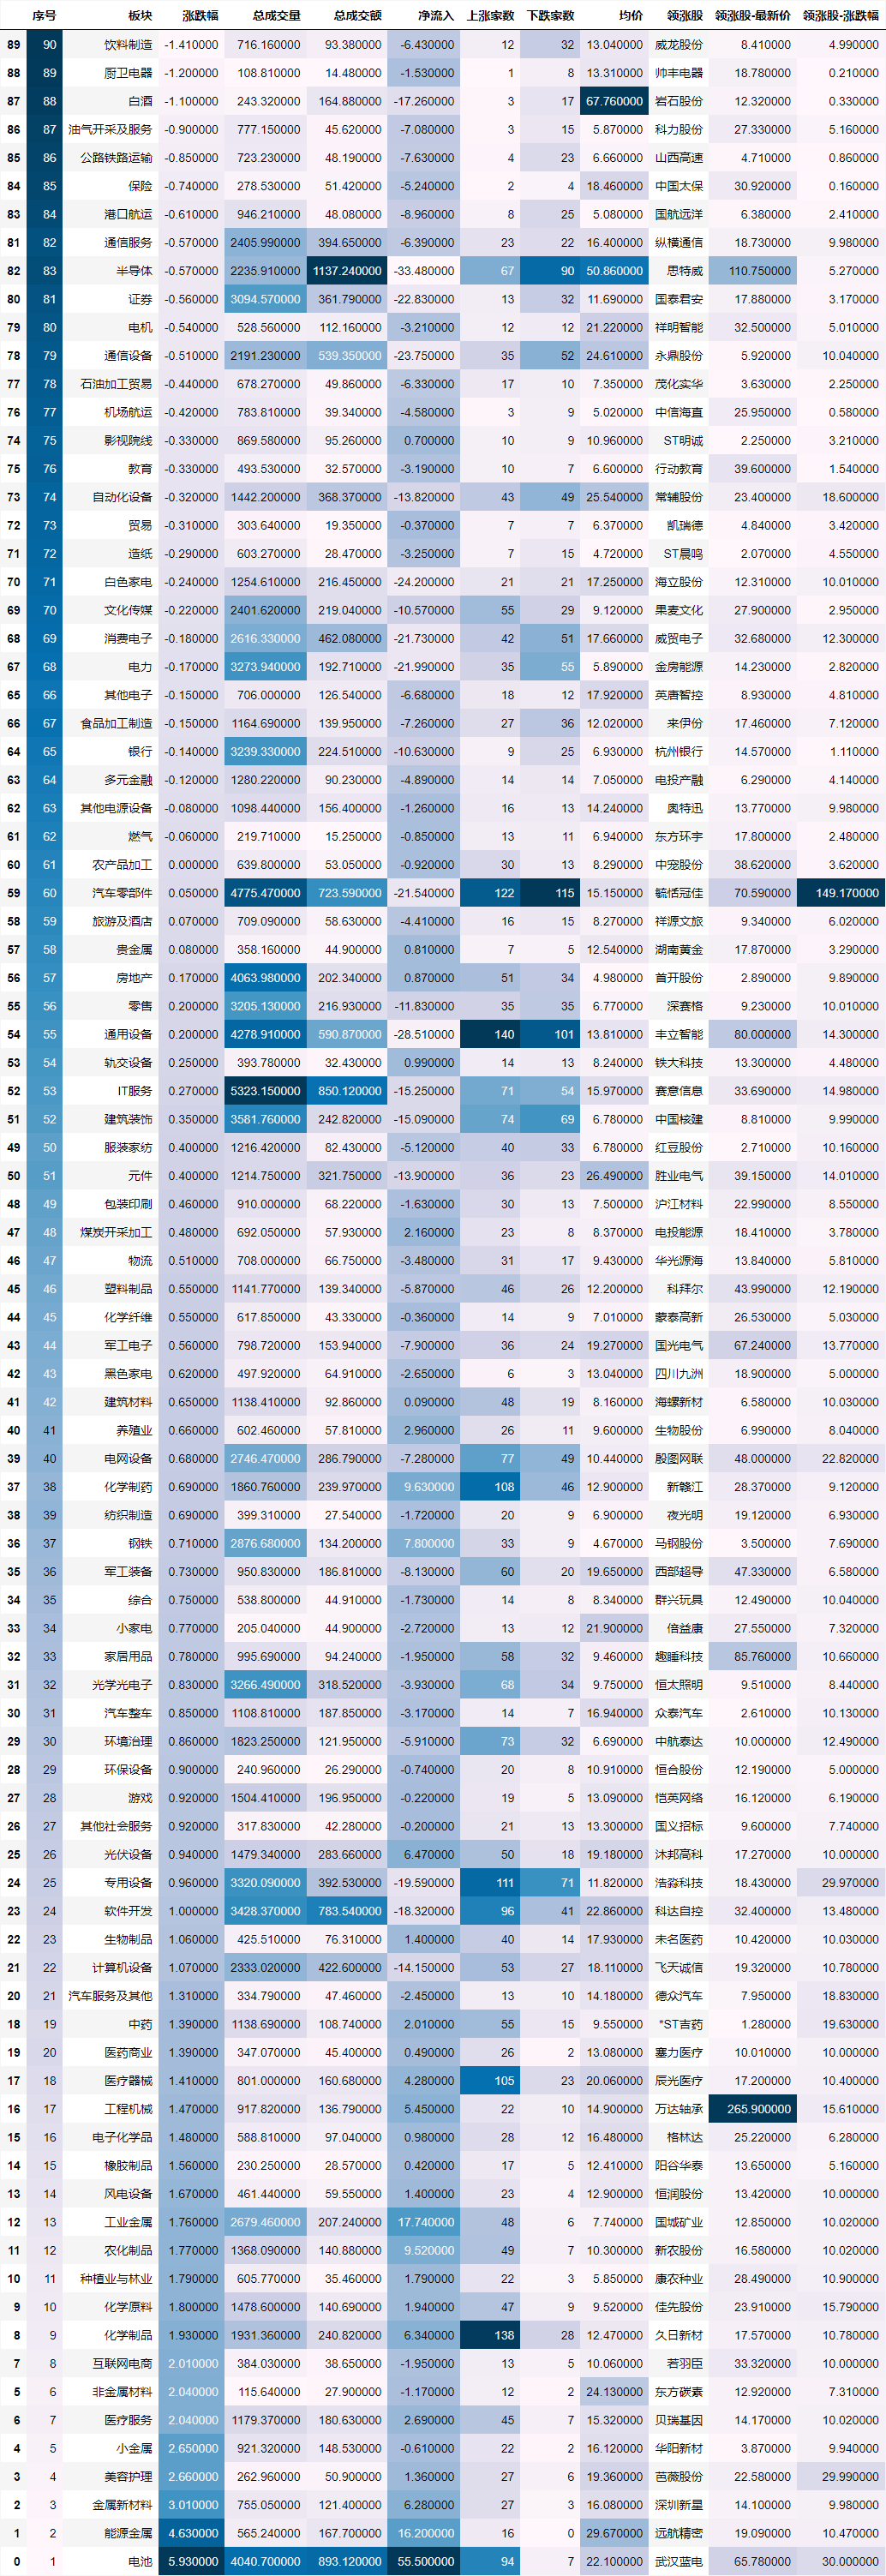 序号 板块 涨跌幅 总成交量 总成交额 净流入 上涨家数 下跌家数 均价 领涨股 领涨股-最新价 领涨股-涨跌幅
89 90 饮料制造 -1.410000 716.160000 93.380000 -6.430000 12 32 13.040000 威龙股份 8.410000 4.990000
88 89 厨卫电器 -1.200000 108.810000 14.480000 -1.530000 1 8 13.310000 帅丰电器 18.780000 0.210000
87 88 白酒 -1.100000 243.320000 164.880000 -17.260000 3 17 67.760000 岩石股份 12.320000 0.330000
86 87 油气开采及服务 -0.900000 777.150000 45.620000 -7.080000 3 15 5.870000 科力股份 27.330000 5.160000
85 86 公路铁路运输 -0.850000 723.230000 48.190000 -7.630000 4 23 6.660000 山西高速 4.710000 0.860000
84 85 保险 -0.740000 278.530000 51.420000 -5.240000 2 4 18.460000 中国太保 30.920000 0.160000
83 84 港口航运 -0.610000 946.210000 48.080000 -8.960000 8 25 5.080000 国航远洋 6.380000 2.410000
81 82 通信服务 -0.570000 2405.990000 394.650000 -6.390000 23 22 16.400000 纵横通信 18.730000 9.980000
82 83 半导体 -0.570000 2235.910000 1137.240000 -33.480000 67 90 50.860000 思特威 110.750000 5.270000
80 81 证券 -0.560000 3094.570000 361.790000 -22.830000 13 32 11.690000 国泰君安 17.880000 3.170000
79 80 电机 -0.540000 528.560000 112.160000 -3.210000 12 12 21.220000 祥明智能 32.500000 5.010000
78 79 通信设备 -0.510000 2191.230000 539.350000 -23.750000 35 52 24.610000 永鼎股份 5.920000 10.040000
77 78 石油加工贸易 -0.440000 678.270000 49.860000 -6.330000 17 10 7.350000 茂化实华 3.630000 2.250000
76 77 机场航运 -0.420000 783.810000 39.340000 -4.580000 3 9 5.020000 中信海直 25.950000 0.580000
74 75 影视院线 -0.330000 869.580000 95.260000 0.700000 10 9 10.960000 ST明诚 2.250000 3.210000
75 76 教育 -0.330000 493.530000 32.570000 -3.190000 10 7 6.600000 行动教育 39.600000 1.540000
73 74 自动化设备 -0.320000 1442.200000 368.370000 -13.820000 43 49 25.540000 常辅股份 23.400000 18.600000
72 73 贸易 -0.310000 303.640000 19.350000 -0.370000 7 7 6.370000 凯瑞德 4.840000 3.420000
71 72 造纸 -0.290000 603.270000 28.470000 -3.250000 7 15 4.720000 ST晨鸣 2.070000 4.550000
70 71 白色家电 -0.240000 1254.610000 216.450000 -24.200000 21 21 17.250000 海立股份 12.310000 10.010000
69 70 文化传媒 -0.220000 2401.620000 219.040000 -10.570000 55 29 9.120000 果麦文化 27.900000 2.950000
68 69 消费电子 -0.180000 2616.330000 462.080000 -21.730000 42 51 17.660000 威贸电子 32.680000 12.300000
67 68 电力 -0.170000 3273.940000 192.710000 -21.990000 35 55 5.890000 金房能源 14.230000 2.820000
65 66 其他电子 -0.150000 706.000000 126.540000 -6.680000 18 12 17.920000 英唐智控 8.930000 4.810000
66 67 食品加工制造 -0.150000 1164.690000 139.950000 -7.260000 27 36 12.020000 来伊份 17.460000 7.120000
64 65 银行 -0.140000 3239.330000 224.510000 -10.630000 9 25 6.930000 杭州银行 14.570000 1.110000
63 64 多元金融 -0.120000 1280.220000 90.230000 -4.890000 14 14 7.050000 电投产融 6.290000 4.140000
62 63 其他电源设备 -0.080000 1098.440000 156.400000 -1.260000 16 13 14.240000 奥特迅 13.770000 9.980000
61 62 燃气 -0.060000 219.710000 15.250000 -0.850000 13 11 6.940000 东方环宇 17.800000 2.480000
60 61 农产品加工 0.000000 639.800000 53.050000 -0.920000 30 13 8.290000 中宠股份 38.620000 3.620000
59 60 汽车零部件 0.050000 4775.470000 723.590000 -21.540000 122 115 15.150000 毓恬冠佳 70.590000 149.170000
58 59 旅游及酒店 0.070000 709.090000 58.630000 -4.410000 16 15 8.270000 祥源文旅 9.340000 6.020000
57 58 贵金属 0.080000 358.160000 44.900000 0.810000 7 5 12.540000 湖南黄金 17.870000 3.290000
56 57 房地产 0.170000 4063.980000 202.340000 0.870000 51 34 4.980000 首开股份 2.890000 9.890000
55 56 零售 0.200000 3205.130000 216.930000 -11.830000 35 35 6.770000 深赛格 9.230000 10.010000
54 55 通用设备 0.200000 4278.910000 590.870000 -28.510000 140 101 13.810000 丰立智能 80.000000 14.300000
53 54 轨交设备 0.250000 393.780000 32.430000 0.990000 14 13 8.240000 铁大科技 13.300000 4.480000
52 53 IT服务 0.270000 5323.150000 850.120000 -15.250000 71 54 15.970000 赛意信息 33.690000 14.980000
51 52 建筑装饰 0.350000 3581.760000 242.820000 -15.090000 74 69 6.780000 中国核建 8.810000 9.990000
49 50 服装家纺 0.400000 1216.420000 82.430000 -5.120000 40 33 6.780000 红豆股份 2.710000 10.160000
50 51 元件 0.400000 1214.750000 321.750000 -13.900000 36 23 26.490000 胜业电气 39.150000 14.010000
48 49 包装印刷 0.460000 910.000000 68.220000 -1.630000 30 13 7.500000 沪江材料 22.990000 8.550000
47 48 煤炭开采加工 0.480000 692.050000 57.930000 2.160000 23 8 8.370000 电投能源 18.410000 3.780000
46 47 物流 0.510000 708.000000 66.750000 -3.480000 31 17 9.430000 华光源海 13.840000 5.810000
45 46 塑料制品 0.550000 1141.770000 139.340000 -5.870000 46 26 12.200000 科拜尔 43.990000 12.190000
44 45 化学纤维 0.550000 617.850000 43.330000 -0.360000 14 9 7.010000 蒙泰高新 26.530000 5.030000
43 44 军工电子 0.560000 798.720000 153.940000 -7.900000 36 24 19.270000 国光电气 67.240000 13.770000
42 43 黑色家电 0.620000 497.920000 64.910000 -2.650000 6 3 13.040000 四川九洲 18.900000 5.000000
41 42 建筑材料 0.650000 1138.410000 92.860000 0.090000 48 19 8.160000 海螺新材 6.580000 10.030000
40 41 养殖业 0.660000 602.460000 57.810000 2.960000 26 11 9.600000 生物股份 6.990000 8.040000
39 40 电网设备 0.680000 2746.470000 286.790000 -7.280000 77 49 10.440000 殷图网联 48.000000 22.820000
37 38 化学制药 0.690000 1860.760000 239.970000 9.630000 108 46 12.900000 新赣江 28.370000 9.120000
38 39 纺织制造 0.690000 399.310000 27.540000 -1.720000 20 9 6.900000 夜光明 19.120000 6.930000
36 37 钢铁 0.710000 2876.680000 134.200000 7.800000 33 9 4.670000 马钢股份 3.500000 7.690000
35 36 军工装备 0.730000 950.830000 186.810000 -8.130000 60 20 19.650000 西部超导 47.330000 6.580000
34 35 综合 0.750000 538.800000 44.910000 -1.730000 14 8 8.340000 群兴玩具 12.490000 10.040000
33 34 小家电 0.770000 205.040000 44.900000 -2.720000 13 12 21.900000 倍益康 27.550000 7.320000
32 33 家居用品 0.780000 995.690000 94.240000 -1.950000 58 32 9.460000 趣睡科技 85.760000 10.660000
31 32 光学光电子 0.830000 3266.490000 318.520000 -3.930000 68 34 9.750000 恒太照明 9.510000 8.440000
30 31 汽车整车 0.850000 1108.810000 187.850000 -3.170000 14 7 16.940000 众泰汽车 2.610000 10.130000
29 30 环境治理 0.860000 1823.250000 121.950000 -5.910000 73 32 6.690000 中航泰达 10.000000 12.490000
28 29 环保设备 0.900000 240.960000 26.290000 -0.740000 20 8 10.910000 恒合股份 12.190000 5.000000
27 28 游戏 0.920000 1504.410000 196.950000 -0.220000 19 5 13.090000 恺英网络 16.120000 6.190000
26 27 其他社会服务 0.920000 317.830000 42.280000 -0.200000 21 13 13.300000 国义招标 9.600000 7.740000
25 26 光伏设备 0.940000 1479.340000 283.660000 6.470000 50 18 19.180000 沐邦高科 17.270000 10.000000
24 25 专用设备 0.960000 3320.090000 392.530000 -19.590000 111 71 11.820000 浩淼科技 18.430000 29.970000
23 24 软件开发 1.000000 3428.370000 783.540000 -18.320000 96 41 22.860000 科达自控 32.400000 13.480000
22 23 生物制品 1.060000 425.510000 76.310000 1.400000 40 14 17.930000 未名医药 10.420000 10.030000
21 22 计算机设备 1.070000 2333.020000 422.600000 -14.150000 53 27 18.110000 飞天诚信 19.320000 10.780000
20 21 汽车服务及其他 1.310000 334.790000 47.460000 -2.450000 13 10 14.180000 德众汽车 7.950000 18.830000
18 19 中药 1.390000 1138.690000 108.740000 2.010000 55 15 9.550000 *ST吉药 1.280000 19.630000
19 20 医药商业 1.390000 347.070000 45.400000 0.490000 26 2 13.080000 塞力医疗 10.010000 10.000000
17 18 医疗器械 1.410000 801.000000 160.680000 4.280000 105 23 20.060000 辰光医疗 17.200000 10.400000
16 17 工程机械 1.470000 917.820000 136.790000 5.450000 22 10 14.900000 万达轴承 265.900000 15.610000
15 16 电子化学品 1.480000 588.810000 97.040000 0.980000 28 12 16.480000 格林达 25.220000 6.280000
14 15 橡胶制品 1.560000 230.250000 28.570000 0.420000 17 5 12.410000 阳谷华泰 13.650000 5.160000
13 14 风电设备 1.670000 461.440000 59.550000 1.400000 23 4 12.900000 恒润股份 13.420000 10.000000
12 13 工业金属 1.760000 2679.460000 207.240000 17.740000 48 6 7.740000 国城矿业 12.850000 10.020000
11 12 农化制品 1.770000 1368.090000 140.880000 9.520000 49 7 10.300000 新农股份 16.580000 10.020000
10 11 种植业与林业 1.790000 605.770000 35.460000 1.790000 22 3 5.850000 康农种业 28.490000 10.900000
9 10 化学原料 1.800000 1478.600000 140.690000 1.940000 47 9 9.520000 佳先股份 23.910000 15.790000
8 9 化学制品 1.930000 1931.360000 240.820000 6.340000 138 28 12.470000 久日新材 17.570000 10.780000
7 8 互联网电商 2.010000 384.030000 38.650000 -1.950000 13 5 10.060000 若羽臣 33.320000 10.000000
5 6 非金属材料 2.040000 115.640000 27.900000 -1.170000 12 2 24.130000 东方碳素 12.920000 7.310000
6 7 医疗服务 2.040000 1179.370000 180.630000 2.690000 45 7 15.320000 贝瑞基因 14.170000 10.020000
4 5 小金属 2.650000 921.320000 148.530000 -0.610000 22 2 16.120000 华阳新材 3.870000 9.940000
3 4 美容护理 2.660000 262.960000 50.900000 1.360000 27 6 19.360000 芭薇股份 22.580000 29.990000
2 3 金属新材料 3.010000 755.050000 121.400000 6.280000 27 3 16.080000 深圳新星 14.100000 9.980000
1 2 能源金属 4.630000 565.240000 167.700000 16.200000 16 0 29.670000 远航精密 19.090000 10.470000
0 1 电池 5.930000 4040.700000 893.120000 55.500000 94 7 22.100000 武汉蓝电 65.780000 30.000000